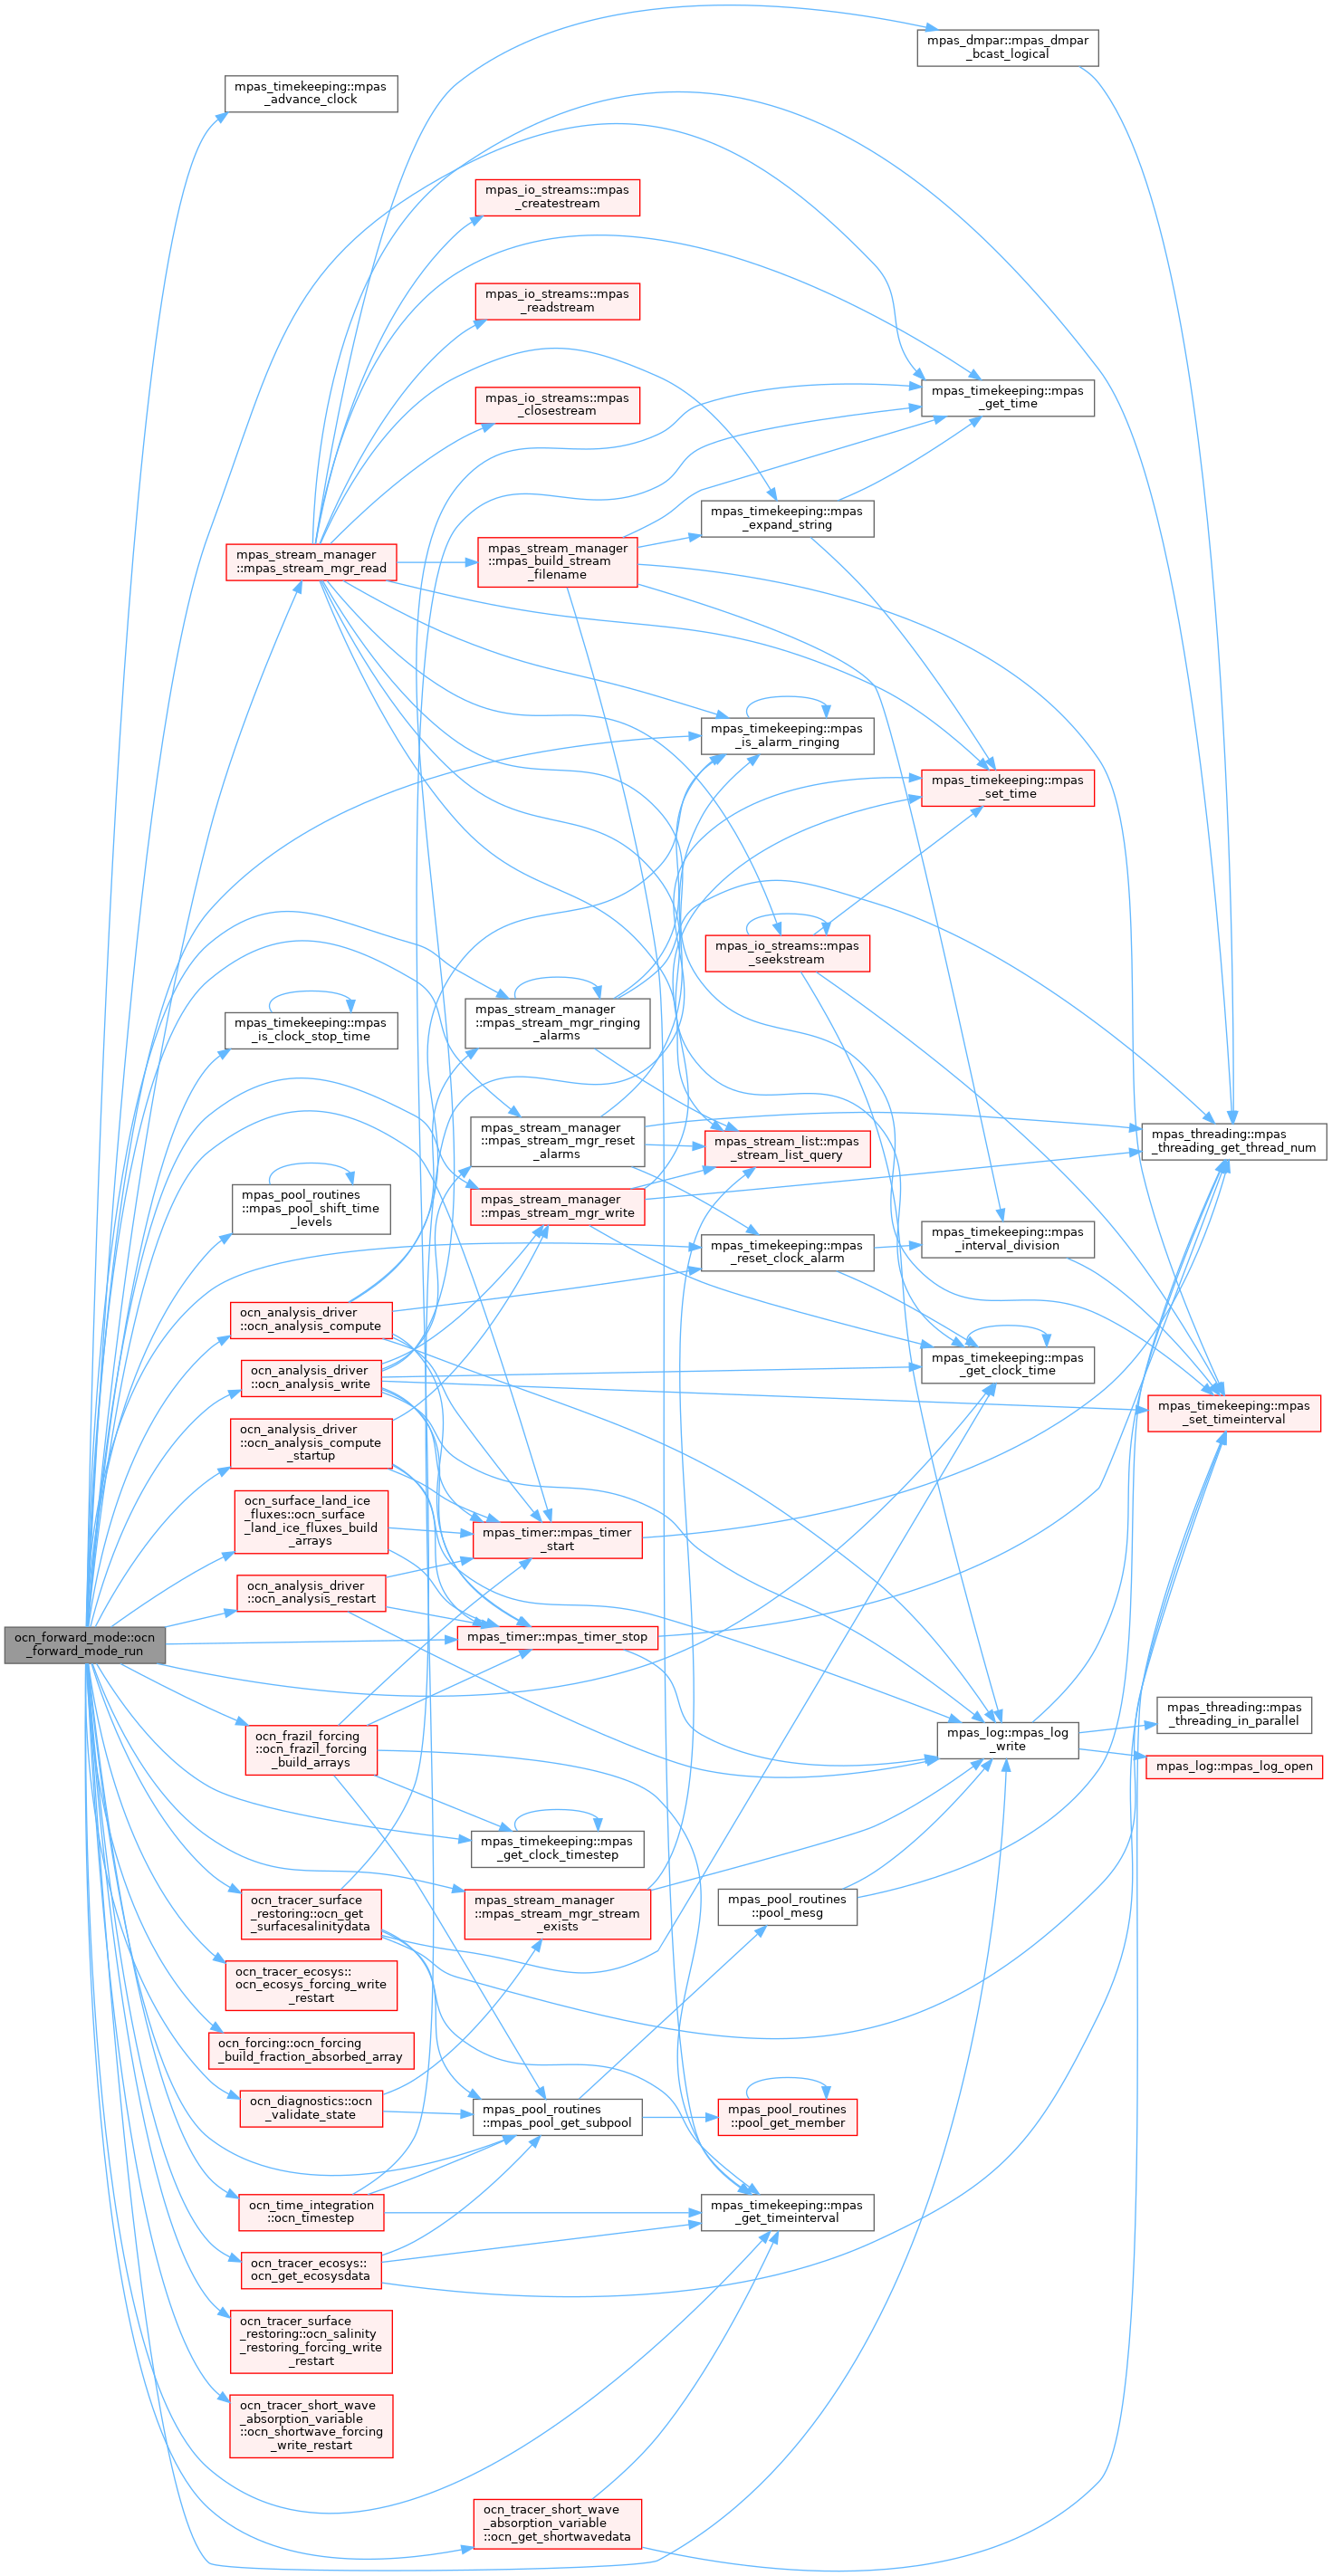 mpas_dmpar::mpas_dmpar
_bcast_logical
mpas_timekeeping::mpas
_advance_clock
mpas_io_streams::mpas
_createstream
mpas_io_streams::mpas
_readstream
mpas_timekeeping::mpas
_get_time
mpas_io_streams::mpas
_closestream
mpas_timekeeping::mpas
_expand_string
mpas_stream_manager
::mpas_stream_mgr_read
mpas_stream_manager
::mpas_build_stream
_filename
mpas_timekeeping::mpas
_is_alarm_ringing
mpas_timekeeping::mpas
_set_time
mpas_io_streams::mpas
_seekstream
mpas_stream_manager
::mpas_stream_mgr_ringing
_alarms
mpas_timekeeping::mpas
_is_clock_stop_time
mpas_stream_manager
::mpas_stream_mgr_reset
_alarms
mpas_stream_list::mpas
_stream_list_query
mpas_threading::mpas
_threading_get_thread_num
mpas_pool_routines
::mpas_pool_shift_time
_levels
mpas_stream_manager
::mpas_stream_mgr_write
mpas_timekeeping::mpas
_reset_clock_alarm
mpas_timekeeping::mpas
_interval_division
ocn_analysis_driver
::ocn_analysis_compute
ocn_analysis_driver
::ocn_analysis_write
mpas_timekeeping::mpas
_get_clock_time
mpas_timekeeping::mpas
_set_timeinterval
ocn_analysis_driver
::ocn_analysis_compute
_startup
ocn_surface_land_ice
_fluxes::ocn_surface
_land_ice_fluxes_build
_arrays
mpas_timer::mpas_timer
_start
ocn_analysis_driver
::ocn_analysis_restart
ocn_forward_mode::ocn
_forward_mode_run
mpas_timer::mpas_timer_stop
ocn_frazil_forcing
::ocn_frazil_forcing
_build_arrays
mpas_log::mpas_log
_write
mpas_threading::mpas
_threading_in_parallel
mpas_log::mpas_log_open
mpas_timekeeping::mpas
_get_clock_timestep
ocn_tracer_surface
_restoring::ocn_get
_surfacesalinitydata
mpas_stream_manager
::mpas_stream_mgr_stream
_exists
mpas_pool_routines
::pool_mesg
ocn_tracer_ecosys::
ocn_ecosys_forcing_write
_restart
ocn_forcing::ocn_forcing
_build_fraction_absorbed_array
ocn_diagnostics::ocn
_validate_state
mpas_pool_routines
::mpas_pool_get_subpool
mpas_pool_routines
::pool_get_member
ocn_time_integration
::ocn_timestep
mpas_timekeeping::mpas
_get_timeinterval
ocn_tracer_ecosys::
ocn_get_ecosysdata
ocn_tracer_surface
_restoring::ocn_salinity
_restoring_forcing_write
_restart
ocn_tracer_short_wave
_absorption_variable
::ocn_shortwave_forcing
_write_restart
ocn_tracer_short_wave
_absorption_variable
::ocn_get_shortwavedata